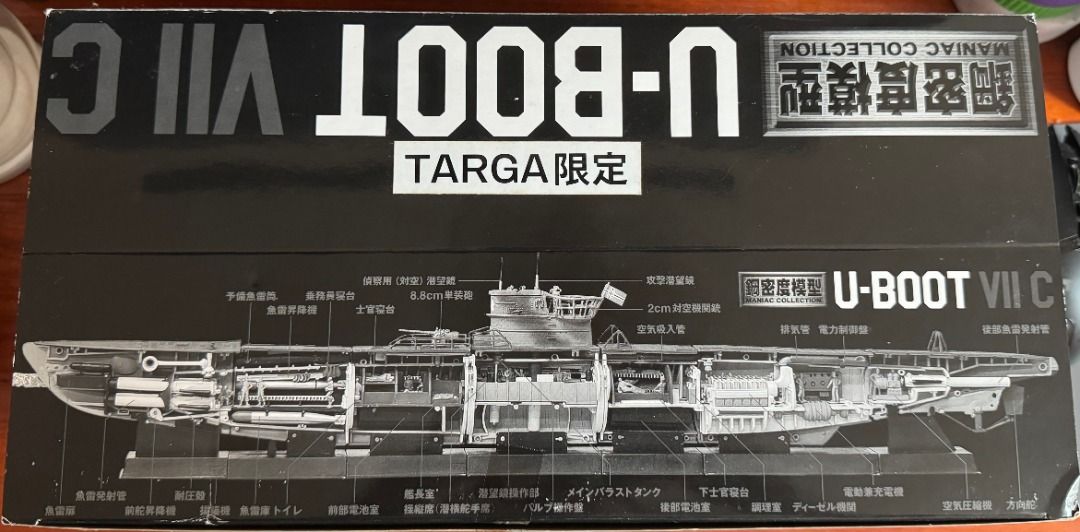 鋼密度模型
MANIAC COLLECTION
U-BOOT VII C
TARGA限定
鋼密度模型
MANIAC COLLECTION
U-BOOT VII C
偵察用（対空）潜望鏡
攻撃潜望鏡
予備魚雷筒
乗務員寝台
8.8cm単装砲
魚雷昇降機
士官寝台
2cm対空機関銃
空気吸入管
排気管
電力制御盤
後部魚雷発射管
魚雷発射管
耐圧殻
艦長室
潜望鏡操作部
メインバラストタンク
下士官寝台
電動兼充電機
魚雷扉
前舵昇降機
魚雷庫
トイレ
前部電池室
操縦席（潜横舵手席）
バルブ操作盤
後部電池室
調理室
ディーゼル機関
空気圧縮機
方向舵